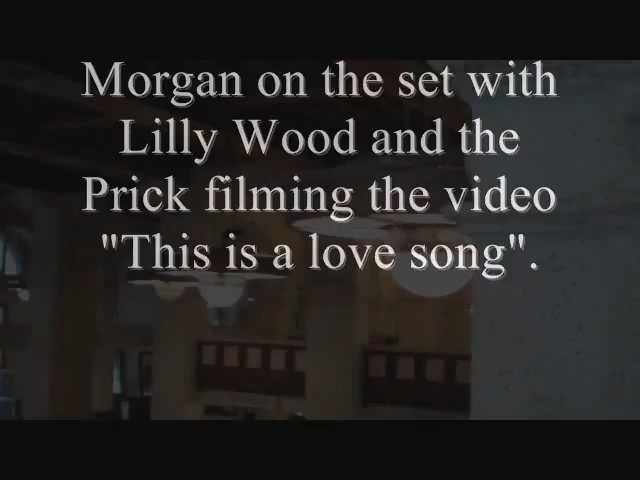 Morgan on the set with
Lilly Wood and the
Prick filming the video
"This is a love song".